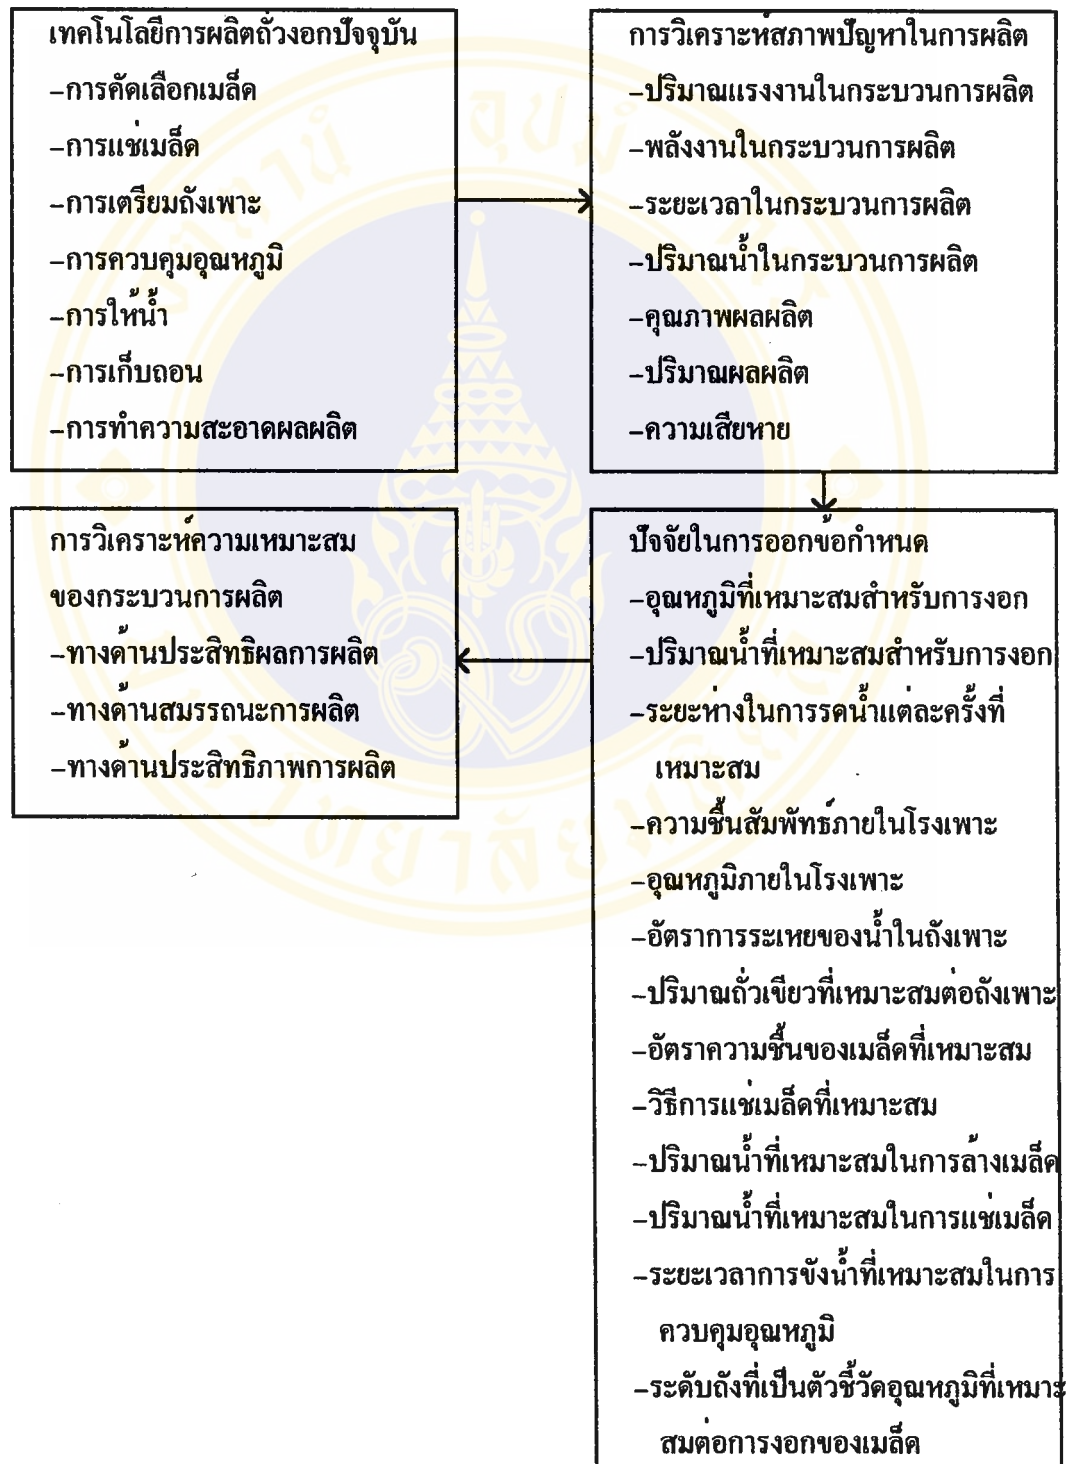 เทคโนโลยีการผลิตถั่วงอกปัจจุบัน
-การคัดเลือกเมล็ด
-การแช่เมล็ด
-การเตรียมถังเพาะ
-การควบคุมอุณหภูมิ
-การให้น้ำ
-การเก็บถอน
-การทำความสะอาดผลผลิต
การวิเคราะห์สภาพปัญหาในการผลิต
-ปริมาณแรงงานในกระบวนการผลิต
-พลังงานในกระบวนการผลิต
-ระยะเวลาในกระบวนการผลิต
-ปริมาณน้ำในกระบวนการผลิต
-คุณภาพผลผลิต
-ปริมาณผลผลิต
-ความเสียหาย
ปัจจัยในการออกข้อกำหนด
-อุณหภูมิที่เหมาะสมสำหรับการงอก
-ปริมาณน้ำที่เหมาะสมสำหรับการงอก
-ระยะห่างในการรดน้ำแต่ละครั้งที่
เหมาะสม
-ความชื้นสัมพัทธ์ภายในโรงเพาะ
-อุณหภูมิภายในโรงเพาะ
-อัตราการระเหยของน้ำในถังเพาะ
-ปริมาณถั่วเขียวที่เหมาะสมต่อถังเพาะ
-อัตราความชื้นของเมล็ดที่เหมาะสม
-วิธีการแช่เมล็ดที่เหมาะสม
-ปริมาณน้ำที่เหมาะสมในการล้างเมล็ด
-ปริมาณน้ำที่เหมาะสมในการแช่เมล็ด
-ระยะเวลาการขังน้ำที่เหมาะสมในการ
ควบคุมอุณหภูมิ
-ระดับถังที่เป็นตัวชี้วัดอุณหภูมิที่เหมาะ
สมต่อการงอกของเมล็ด
การวิเคราะห์ความเหมาะสม
ของกระบวนการผลิต
-ทางด้านประสิทธิผลการผลิต
-ทางด้านสมรรถนะการผลิต
-ทางด้านประสิทธิภาพการผลิต